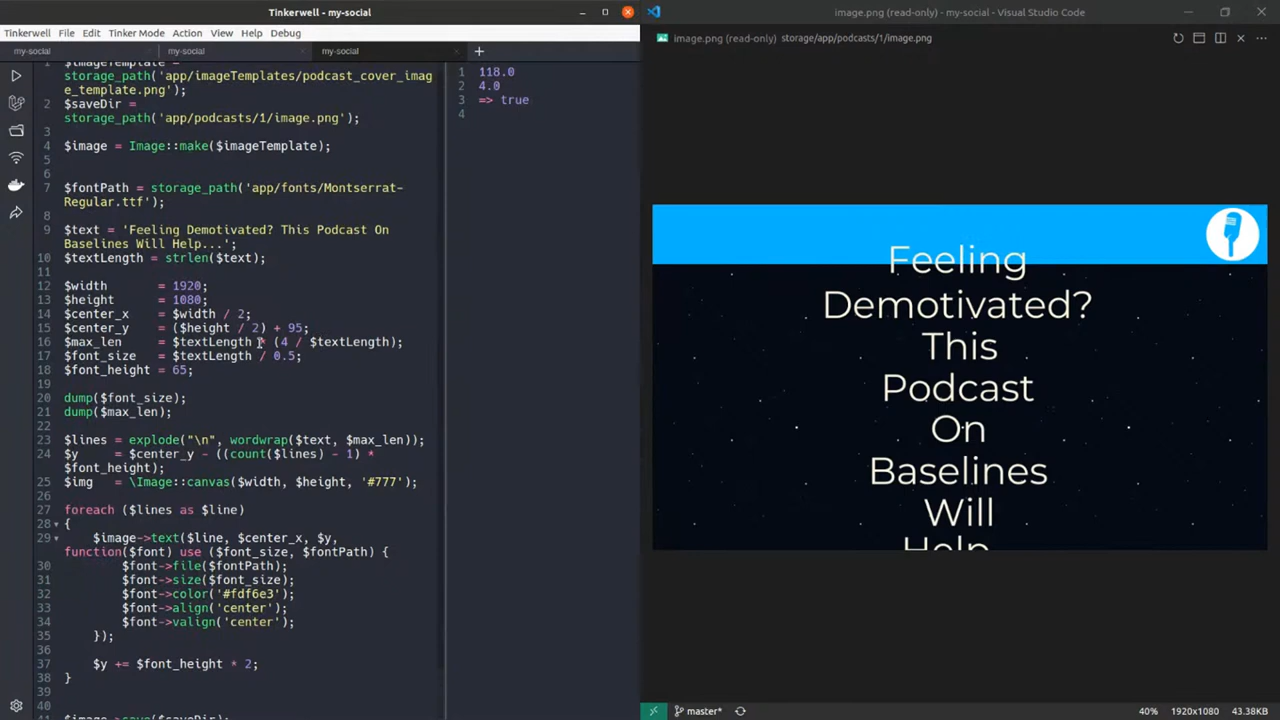 Tinkerwell - my-social
Tinkerwell File Edit Tinker Mode Action View Help Debug
my-social my-social my-social
1
storage_path('app/imageTemplates/podcast_cover_imag
e_template.png');
2 $saveDir =
storage_path('app/podcasts/1/image.png');
3
4 $image = Image::make($imageTemplate);
5
6
7 $fontPath = storage_path('app/fonts/Montserrat-
Regular.ttf');
8
9 $text = 'Feeling Demotivated? This Podcast On
Baselines Will Help...';
10 $textLength = strlen($text);
11
12 $width = 1920;
13 $height = 1080;
14 $center_x = $width / 2;
15 $center_y = ($height / 2) + 95;
16 $max_len = $textLength * (4 / $textLength);
17 $font_size = $textLength / 0.5;
18 $font_height = 65;
19
20 dump($font_size);
21 dump($max_len);
22
23 $lines = explode("\n", wordwrap($text, $max_len));
24 $y = $center_y - ((count($lines) - 1) *
$font_height);
25 $img = \Image::canvas($width, $height, '#777');
26
27 foreach ($lines as $line)
28 {
29 $image->text($line, $center_x, $y,
function($font) use ($font_size, $fontPath) {
30 $font->file($fontPath);
31 $font->size($font_size);
32 $font->color('#fdf6e3');
33 $font->align('center');
34 $font->valign('center');
35 });
36
37 $y += $font_height * 2;
38 }
39
40
1 118.0
2 4.0
3 => true
4
image.png (read-only) - my-social - Visual Studio Code
image.png (read-only) storage/app/podcasts/1/image.png
Feeling
Demotivated?
This
Podcast
On
Baselines
Will
Help
master*
40% 1920x1080 43.38KB